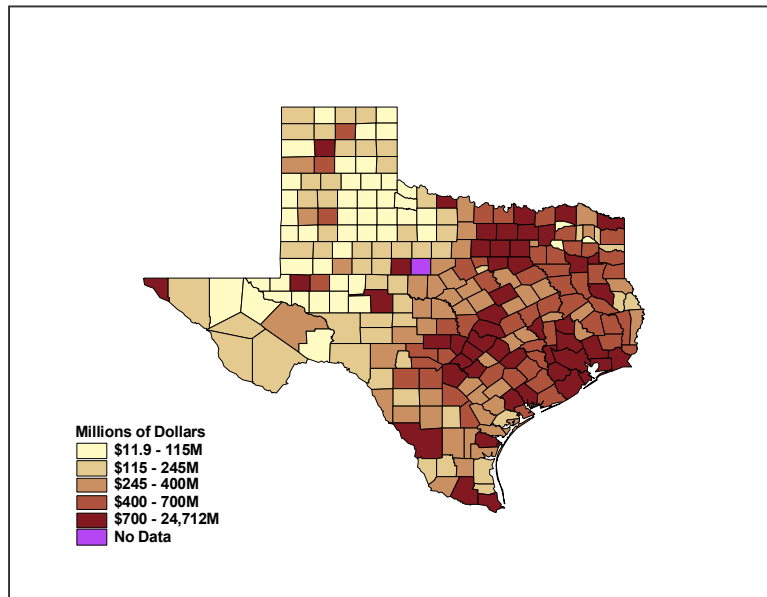 Millions of Dollars
$11.9 - 115M
$115 - 245M
$245 - 400M
$400 - 700M
$700 - 24,712M
No Data